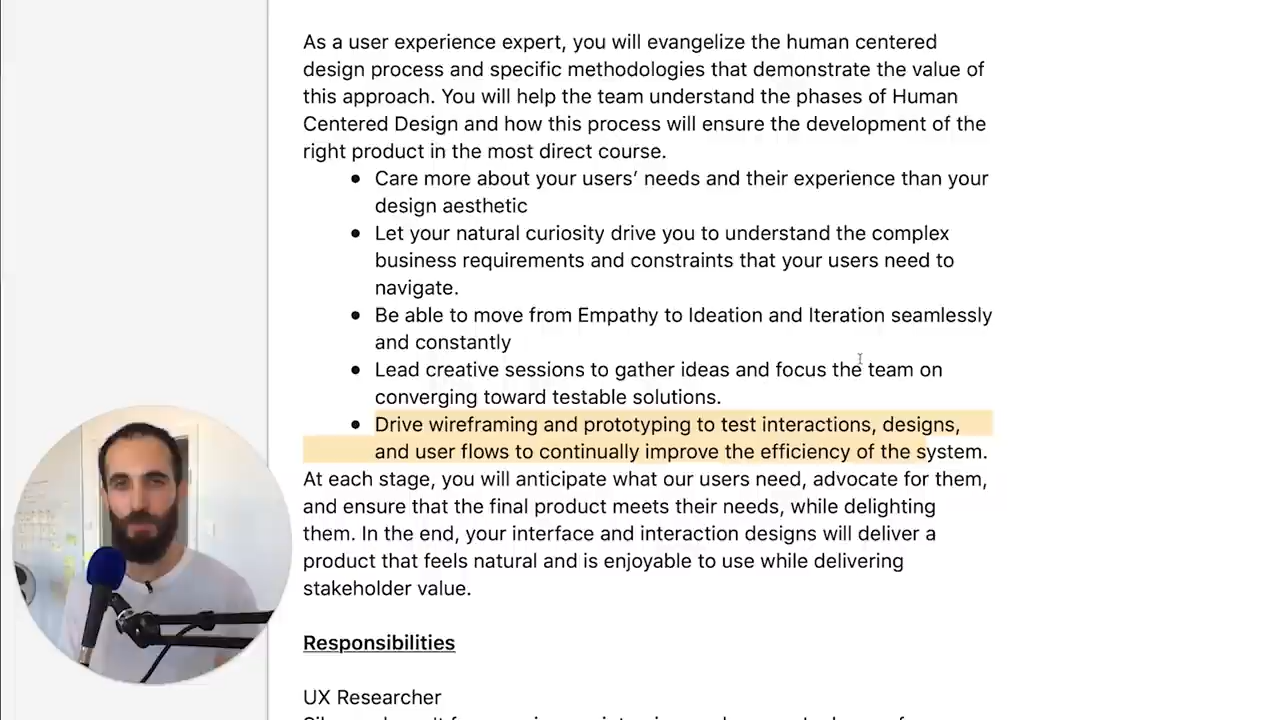 As a user experience expert, you will evangelize the human centered
design process and specific methodologies that demonstrate the value of
this approach. You will help the team understand the phases of Human
Centered Design and how this process will ensure the development of the
right product in the most direct course.
● Care more about your users’ needs and their experience than your
design aesthetic
● Let your natural curiosity drive you to understand the complex
business requirements and constraints that your users need to
navigate.
● Be able to move from Empathy to Ideation and Iteration seamlessly
and constantly
● Lead creative sessions to gather ideas and focus the team on
converging toward testable solutions.
● Drive wireframing and prototyping to test interactions, designs,
and user flows to continually improve the efficiency of the system.
At each stage, you will anticipate what our users need, advocate for them,
and ensure that the final product meets their needs, while delighting
them. In the end, your interface and interaction designs will deliver a
product that feels natural and is enjoyable to use while delivering
stakeholder value.
Responsibilities
UX Researcher